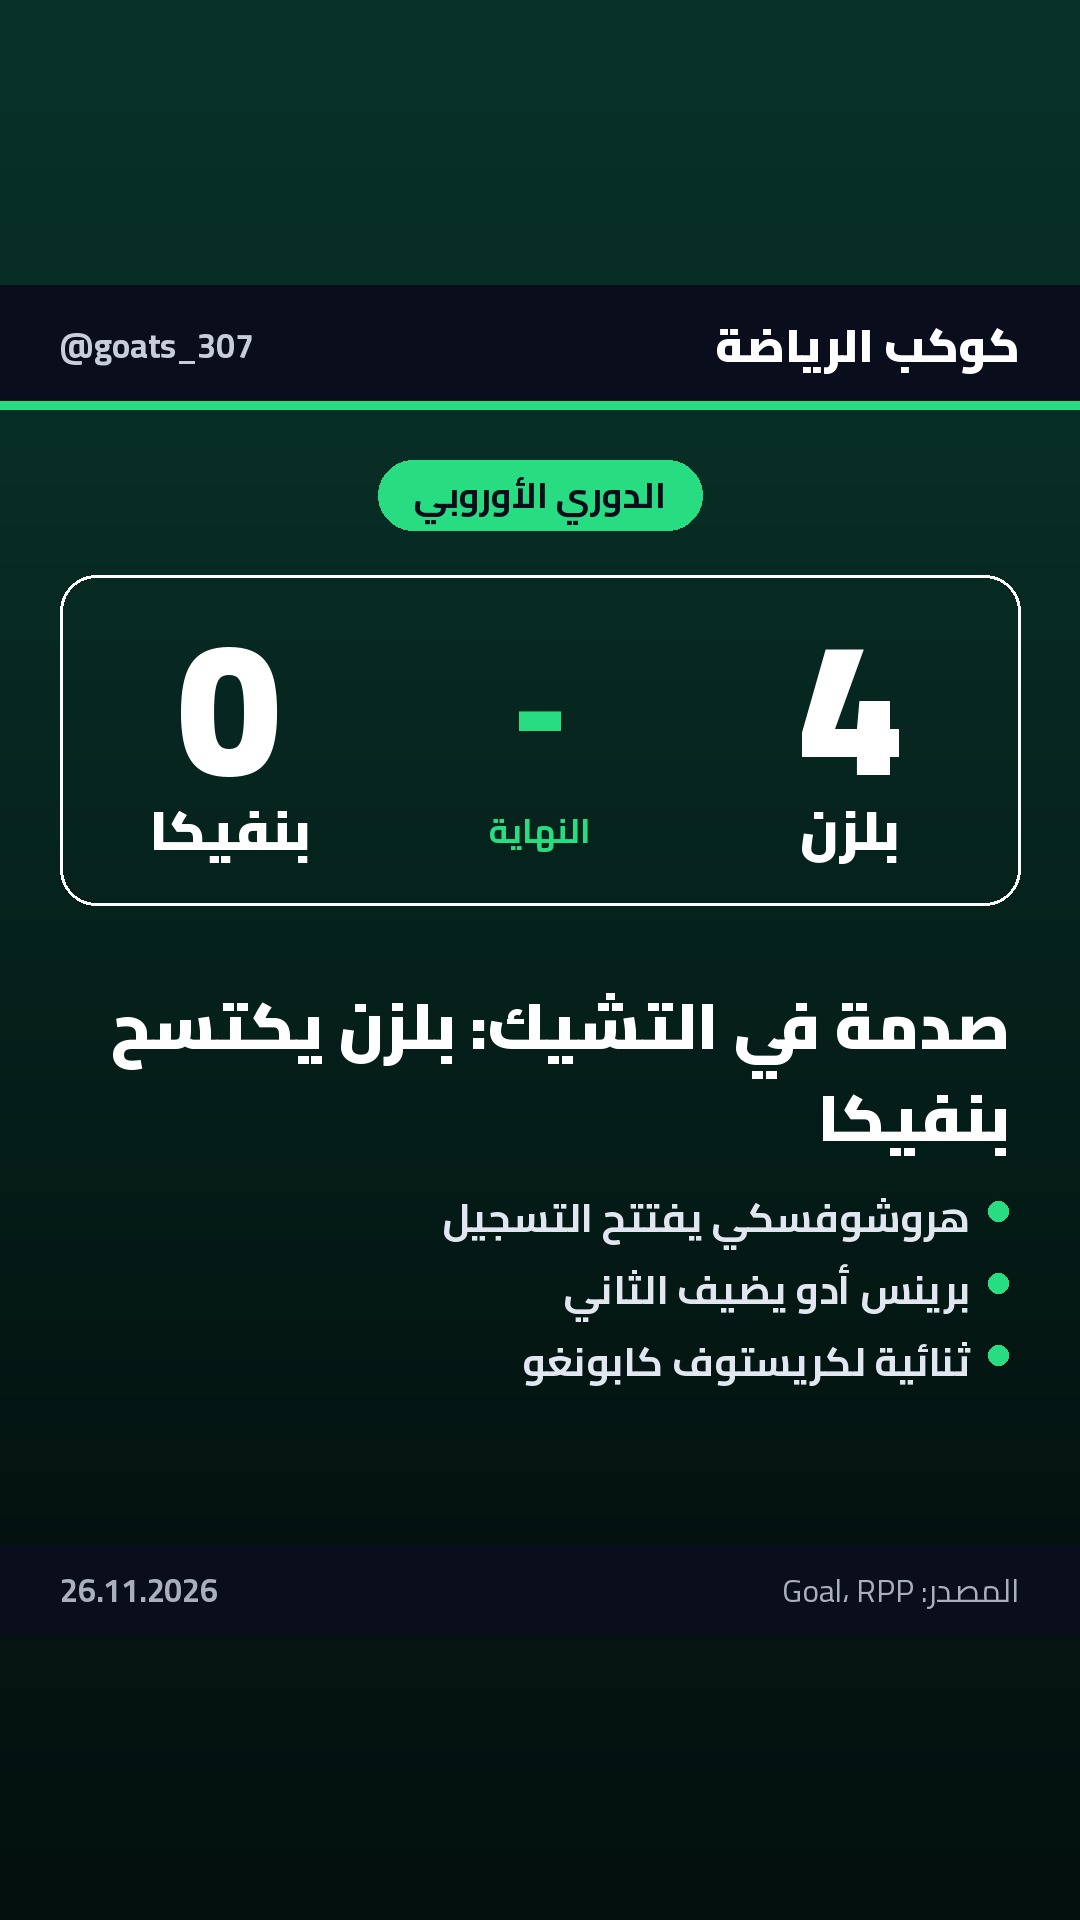 كوكب الرياضة
@goats_307
الدوري الأوروبي
4 - 0
بلزن النهاية بنفيكا
صدمة في التشيك: بلزن يكتسح
بنفيكا
هروشوفسكي يفتتح التسجيل
برينس أدو يضيف الثاني
ثنائية لكريستوف كابونغو
المصدر: Goal، RPP
26.11.2026